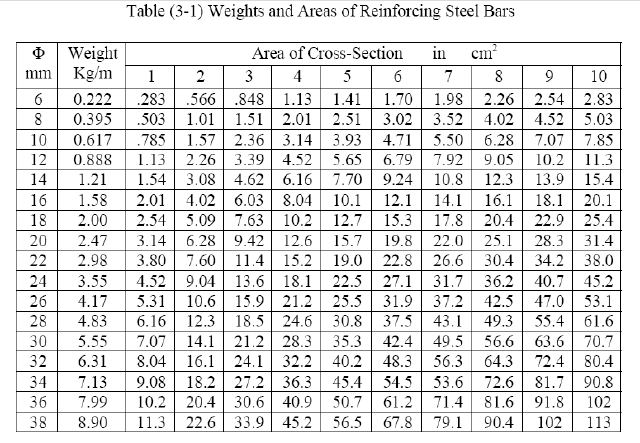 Table (3-1) Weights and Areas of Reinforcing Steel Bars
Φ Weight Area of Cross-Section in cm²
mm Kg/m 1 2 3 4 5 6 7 8 9 10
6 0.222 .283 .566 .848 1.13 1.41 1.70 1.98 2.26 2.54 2.83
8 0.395 .503 1.01 1.51 2.01 2.51 3.02 3.52 4.02 4.52 5.03
10 0.617 .785 1.57 2.36 3.14 3.93 4.71 5.50 6.28 7.07 7.85
12 0.888 1.13 2.26 3.39 4.52 5.65 6.79 7.92 9.05 10.2 11.3
14 1.21 1.54 3.08 4.62 6.16 7.70 9.24 10.8 12.3 13.9 15.4
16 1.58 2.01 4.02 6.03 8.04 10.1 12.1 14.1 16.1 18.1 20.1
18 2.00 2.54 5.09 7.63 10.2 12.7 15.3 17.8 20.4 22.9 25.4
20 2.47 3.14 6.28 9.42 12.6 15.7 19.8 22.0 25.1 28.3 31.4
22 2.98 3.80 7.60 11.4 15.2 19.0 22.8 26.6 30.4 34.2 38.0
24 3.55 4.52 9.04 13.6 18.1 22.5 27.1 31.7 36.2 40.7 45.2
26 4.17 5.31 10.6 15.9 21.2 25.5 31.9 37.2 42.5 47.0 53.1
28 4.83 6.16 12.3 18.5 24.6 30.8 37.5 43.1 49.3 55.4 61.6
30 5.55 7.07 14.1 21.2 28.3 35.3 42.4 49.5 56.6 63.6 70.7
32 6.31 8.04 16.1 24.1 32.2 40.2 48.3 56.3 64.3 72.4 80.4
34 7.13 9.08 18.2 27.2 36.3 45.4 54.5 53.6 72.6 81.7 90.8
36 7.99 10.2 20.4 30.6 40.9 50.7 61.2 71.4 81.6 91.8 102
38 8.90 11.3 22.6 33.9 45.2 56.5 67.8 79.1 90.4 102 113